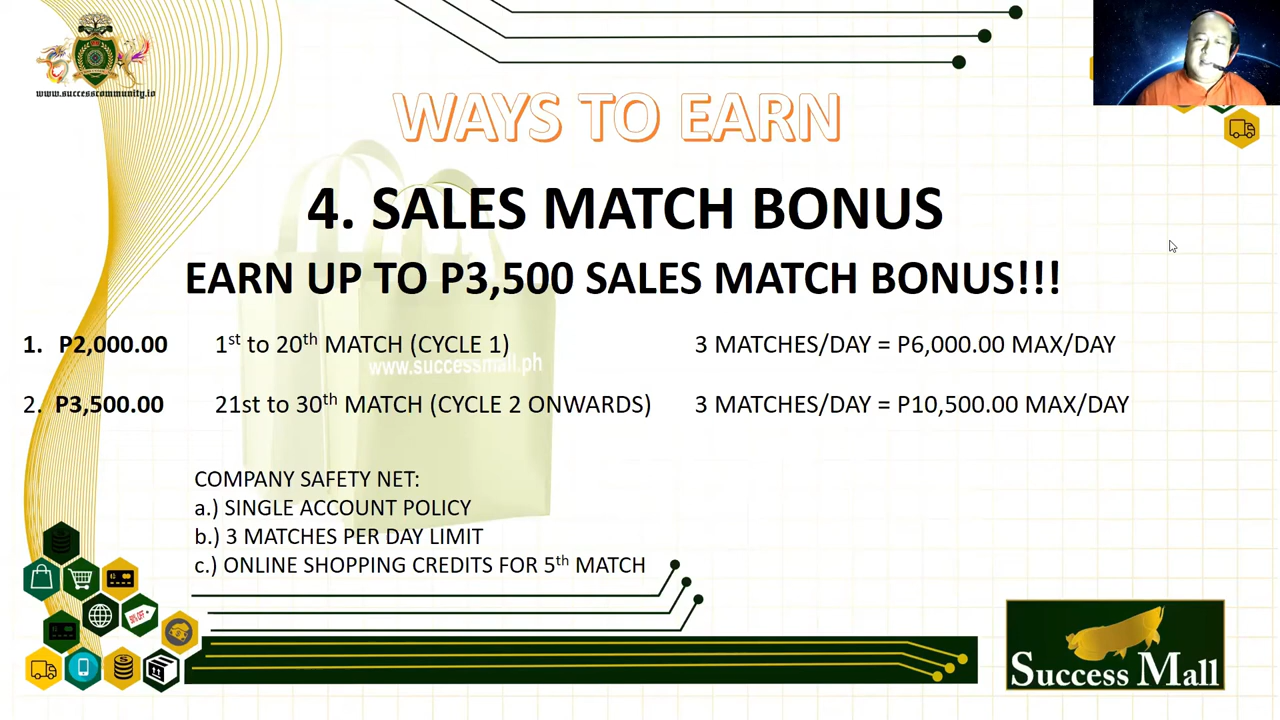 www.successcommunity.io
WAYS TO EARN
4. SALES MATCH BONUS
EARN UP TO P3,500 SALES MATCH BONUS!!!
1. P2,000.00 1st to 20th MATCH (CYCLE 1) 3 MATCHES/DAY = P6,000.00 MAX/DAY
www.successmall.ph
2. P3,500.00 21st to 30th MATCH (CYCLE 2 ONWARDS) 3 MATCHES/DAY = P10,500.00 MAX/DAY
COMPANY SAFETY NET:
a.) SINGLE ACCOUNT POLICY
b.) 3 MATCHES PER DAY LIMIT
c.) ONLINE SHOPPING CREDITS FOR 5th MATCH
Success Mall